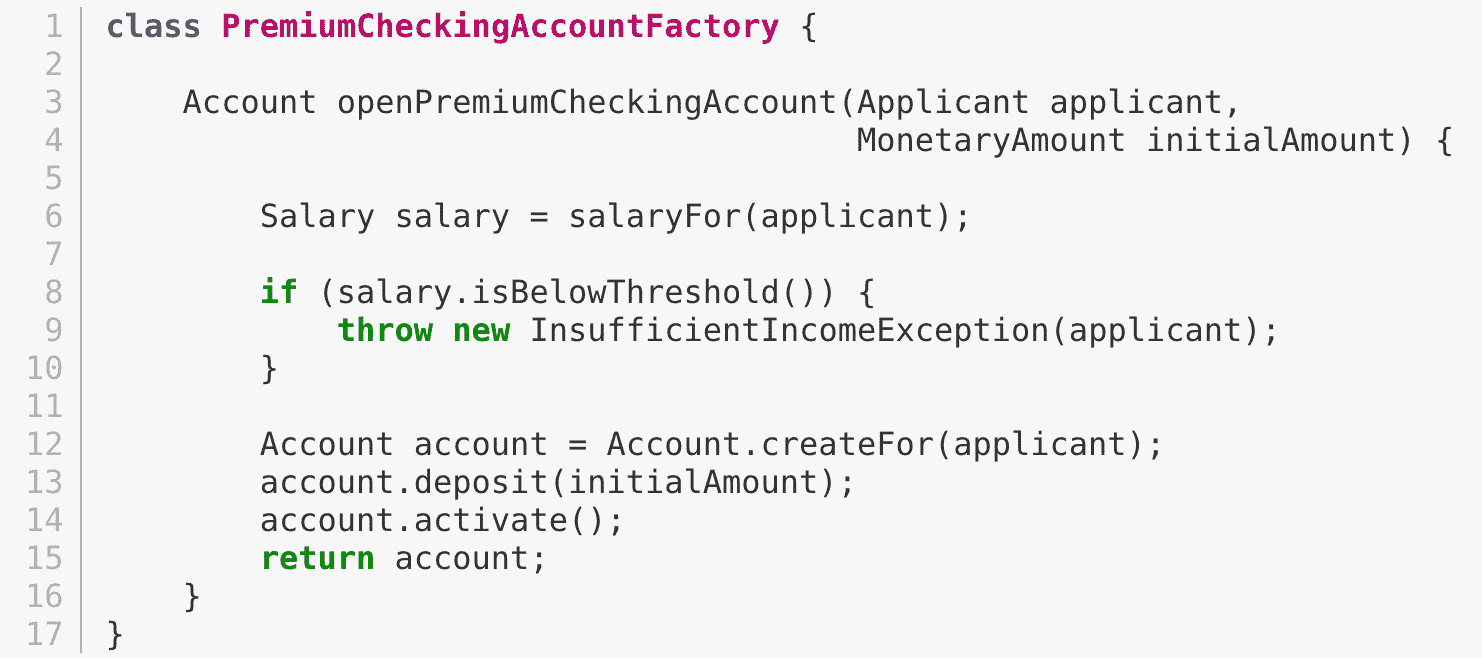 1 class PremiumCheckingAccountFactory {
2
3     Account openPremiumCheckingAccount(Applicant applicant,
4                                        MonetaryAmount initialAmount) {
5
6         Salary salary = salaryFor(applicant);
7
8         if (salary.isBelowThreshold()) {
9             throw new InsufficientIncomeException(applicant);
10         }
11
12         Account account = Account.createFor(applicant);
13         account.deposit(initialAmount);
14         account.activate();
15         return account;
16     }
17 }